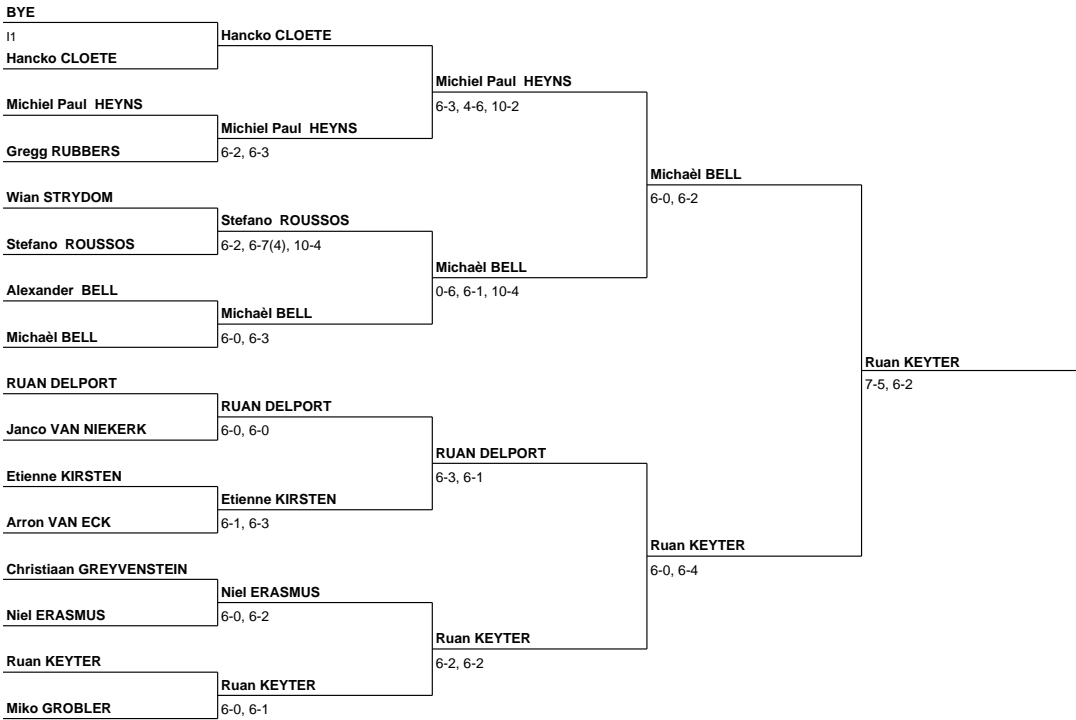 BYE
I1
Hancko CLOETE
Michiel Paul  HEYNS
Gregg RUBBERS
Wian STRYDOM
Stefano  ROUSSOS
Alexander  BELL
Michaèl BELL
RUAN DELPORT
Janco VAN NIEKERK
Etienne KIRSTEN
Arron VAN ECK
Christiaan GREYVENSTEIN
Niel ERASMUS
Ruan KEYTER
Miko GROBLER
Hancko CLOETE
Michiel Paul  HEYNS
6-2, 6-3
Stefano  ROUSSOS
6-2, 6-7(4), 10-4
Michaèl BELL
6-0, 6-3
RUAN DELPORT
6-0, 6-0
Etienne KIRSTEN
6-1, 6-3
Niel ERASMUS
6-0, 6-2
Ruan KEYTER
6-0, 6-1
Michiel Paul  HEYNS
6-3, 4-6, 10-2
Michaèl BELL
0-6, 6-1, 10-4
RUAN DELPORT
6-3, 6-1
Ruan KEYTER
6-2, 6-2
Michaèl BELL
6-0, 6-2
Ruan KEYTER
6-0, 6-4
Ruan KEYTER
7-5, 6-2